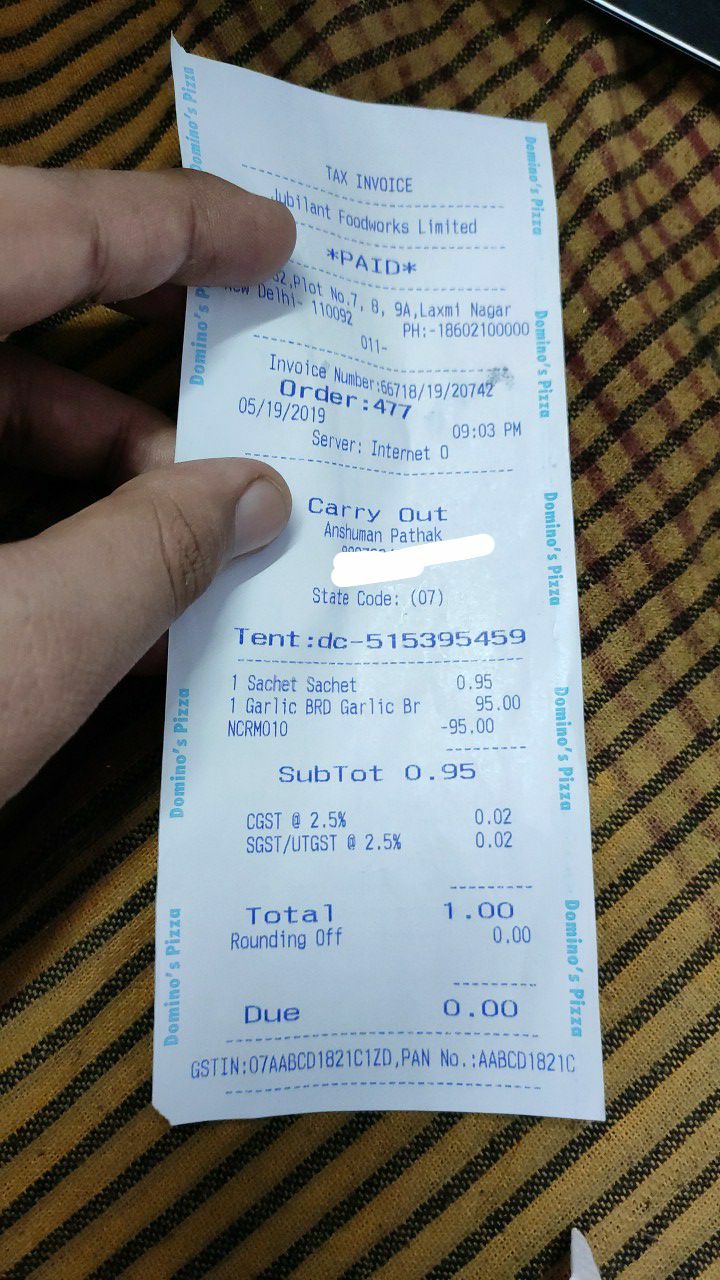 TAX INVOICE
Jubilant Foodworks Limited
*PAID*
Plot No.7, 8, 9A,Laxmi Nagar
New Delhi- 110092
PH:-18602100000
011-
Invoice Number:66718/19/20742
Order:477
05/19/2019
09:03 PM
Server: Internet O
Carry Out
Anshuman Pathak
State Code: (07)
Tent:dc-515395459
1 Sachet Sachet 0.95
1 Garlic BRD Garlic Br 95.00
NCRM010 -95.00
SubTot 0.95
CGST @ 2.5% 0.02
SGST/UTGST @ 2.5% 0.02
Total 1.00
Rounding Off 0.00
Due 0.00
GSTIN:07AABCD1821C1ZD,PAN No.:AABCD1821C
Domino's Pizza
Domino's Pizza
Domino's Pizza
Domino's Pizza
Domino's Pizza
Domino's Pizza
Domino's Pizza
Domino's Pizza
Domino's Pizza